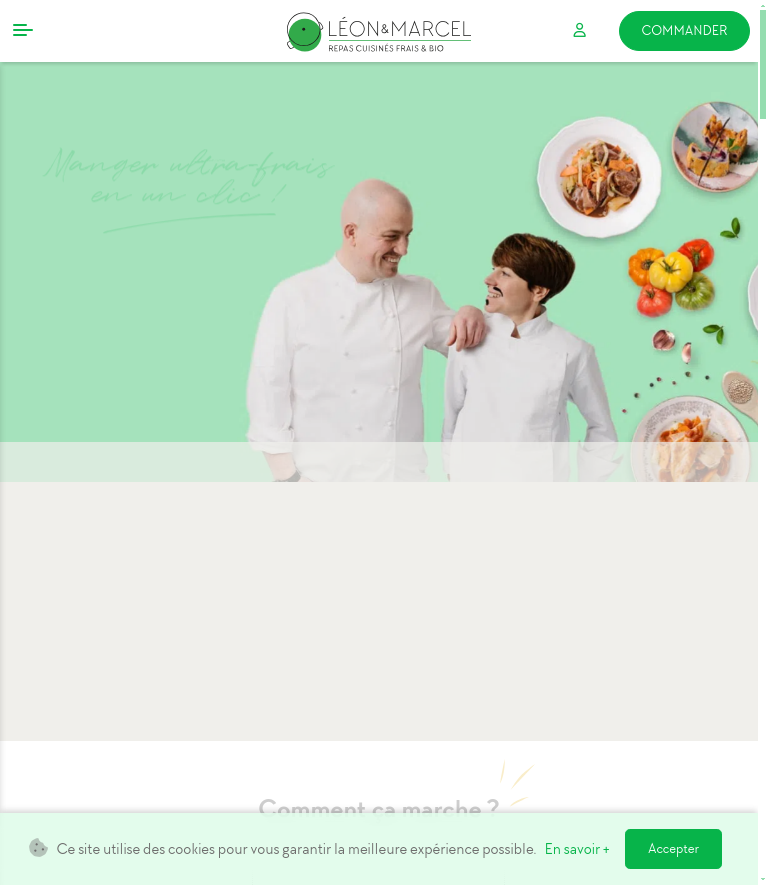 LÉON&MARCEL
REPAS CUISINÉS FRAIS & BIO
COMMANDER
Manger ultra-frais
en un clic !
Comment ça marche ?
Ce site utilise des cookies pour vous garantir la meilleure expérience possible. En savoir + Accepter